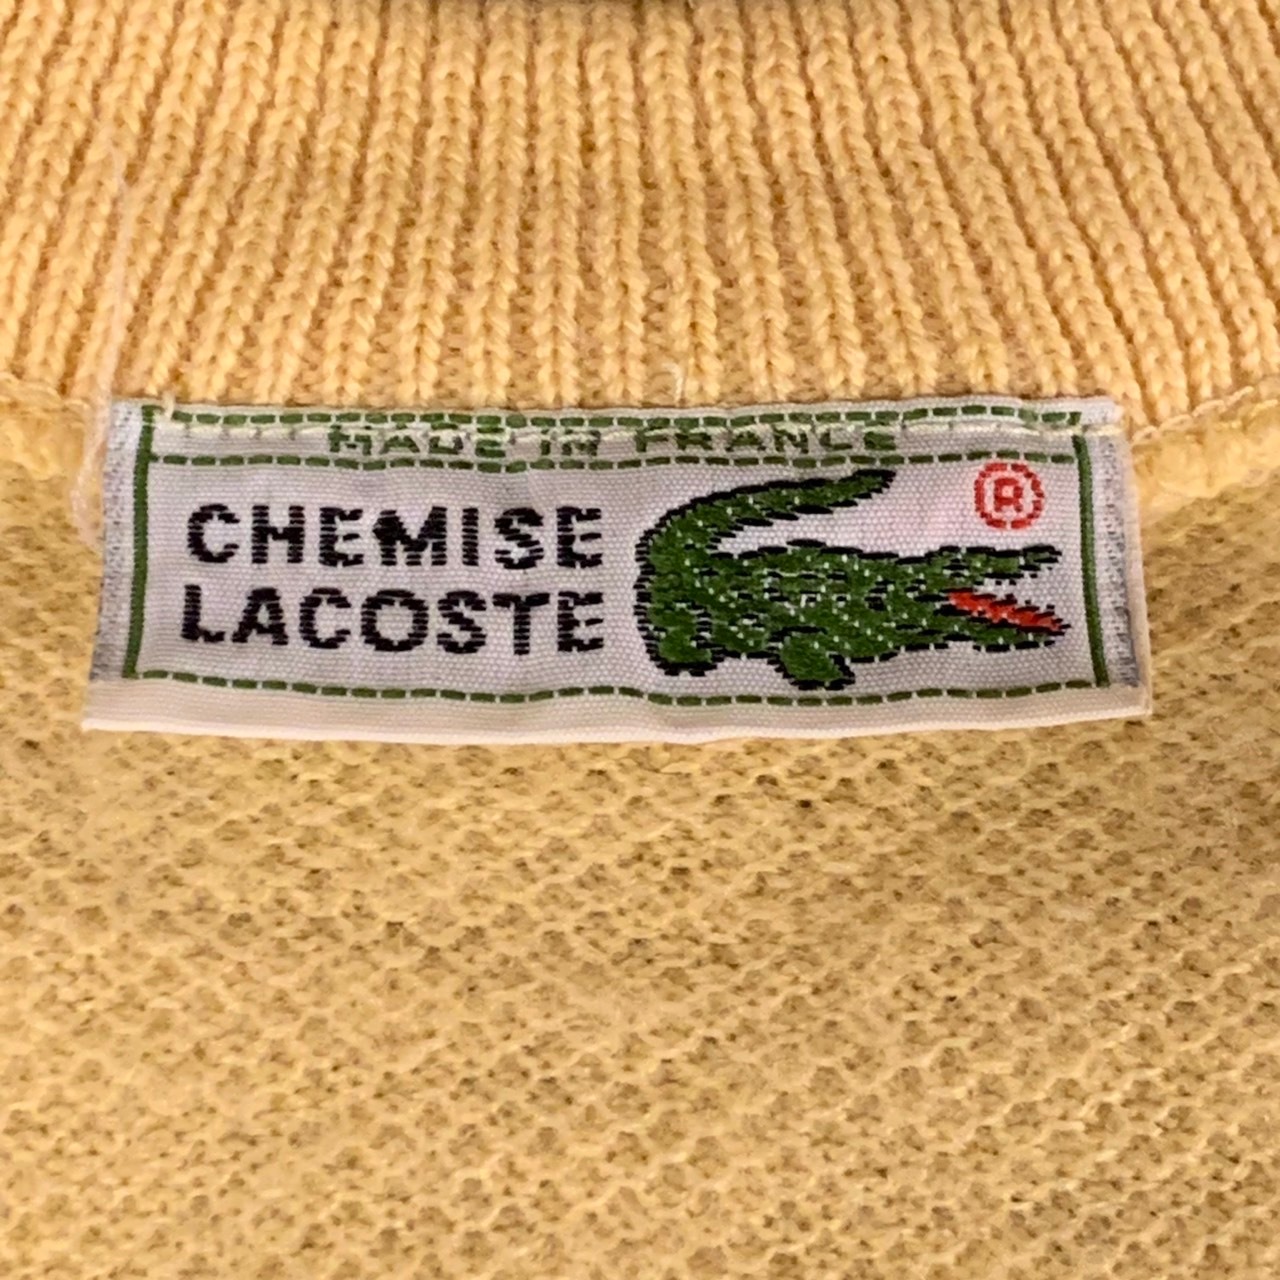 MADE IN FRANCE
CHEMISE
LACOSTE
®